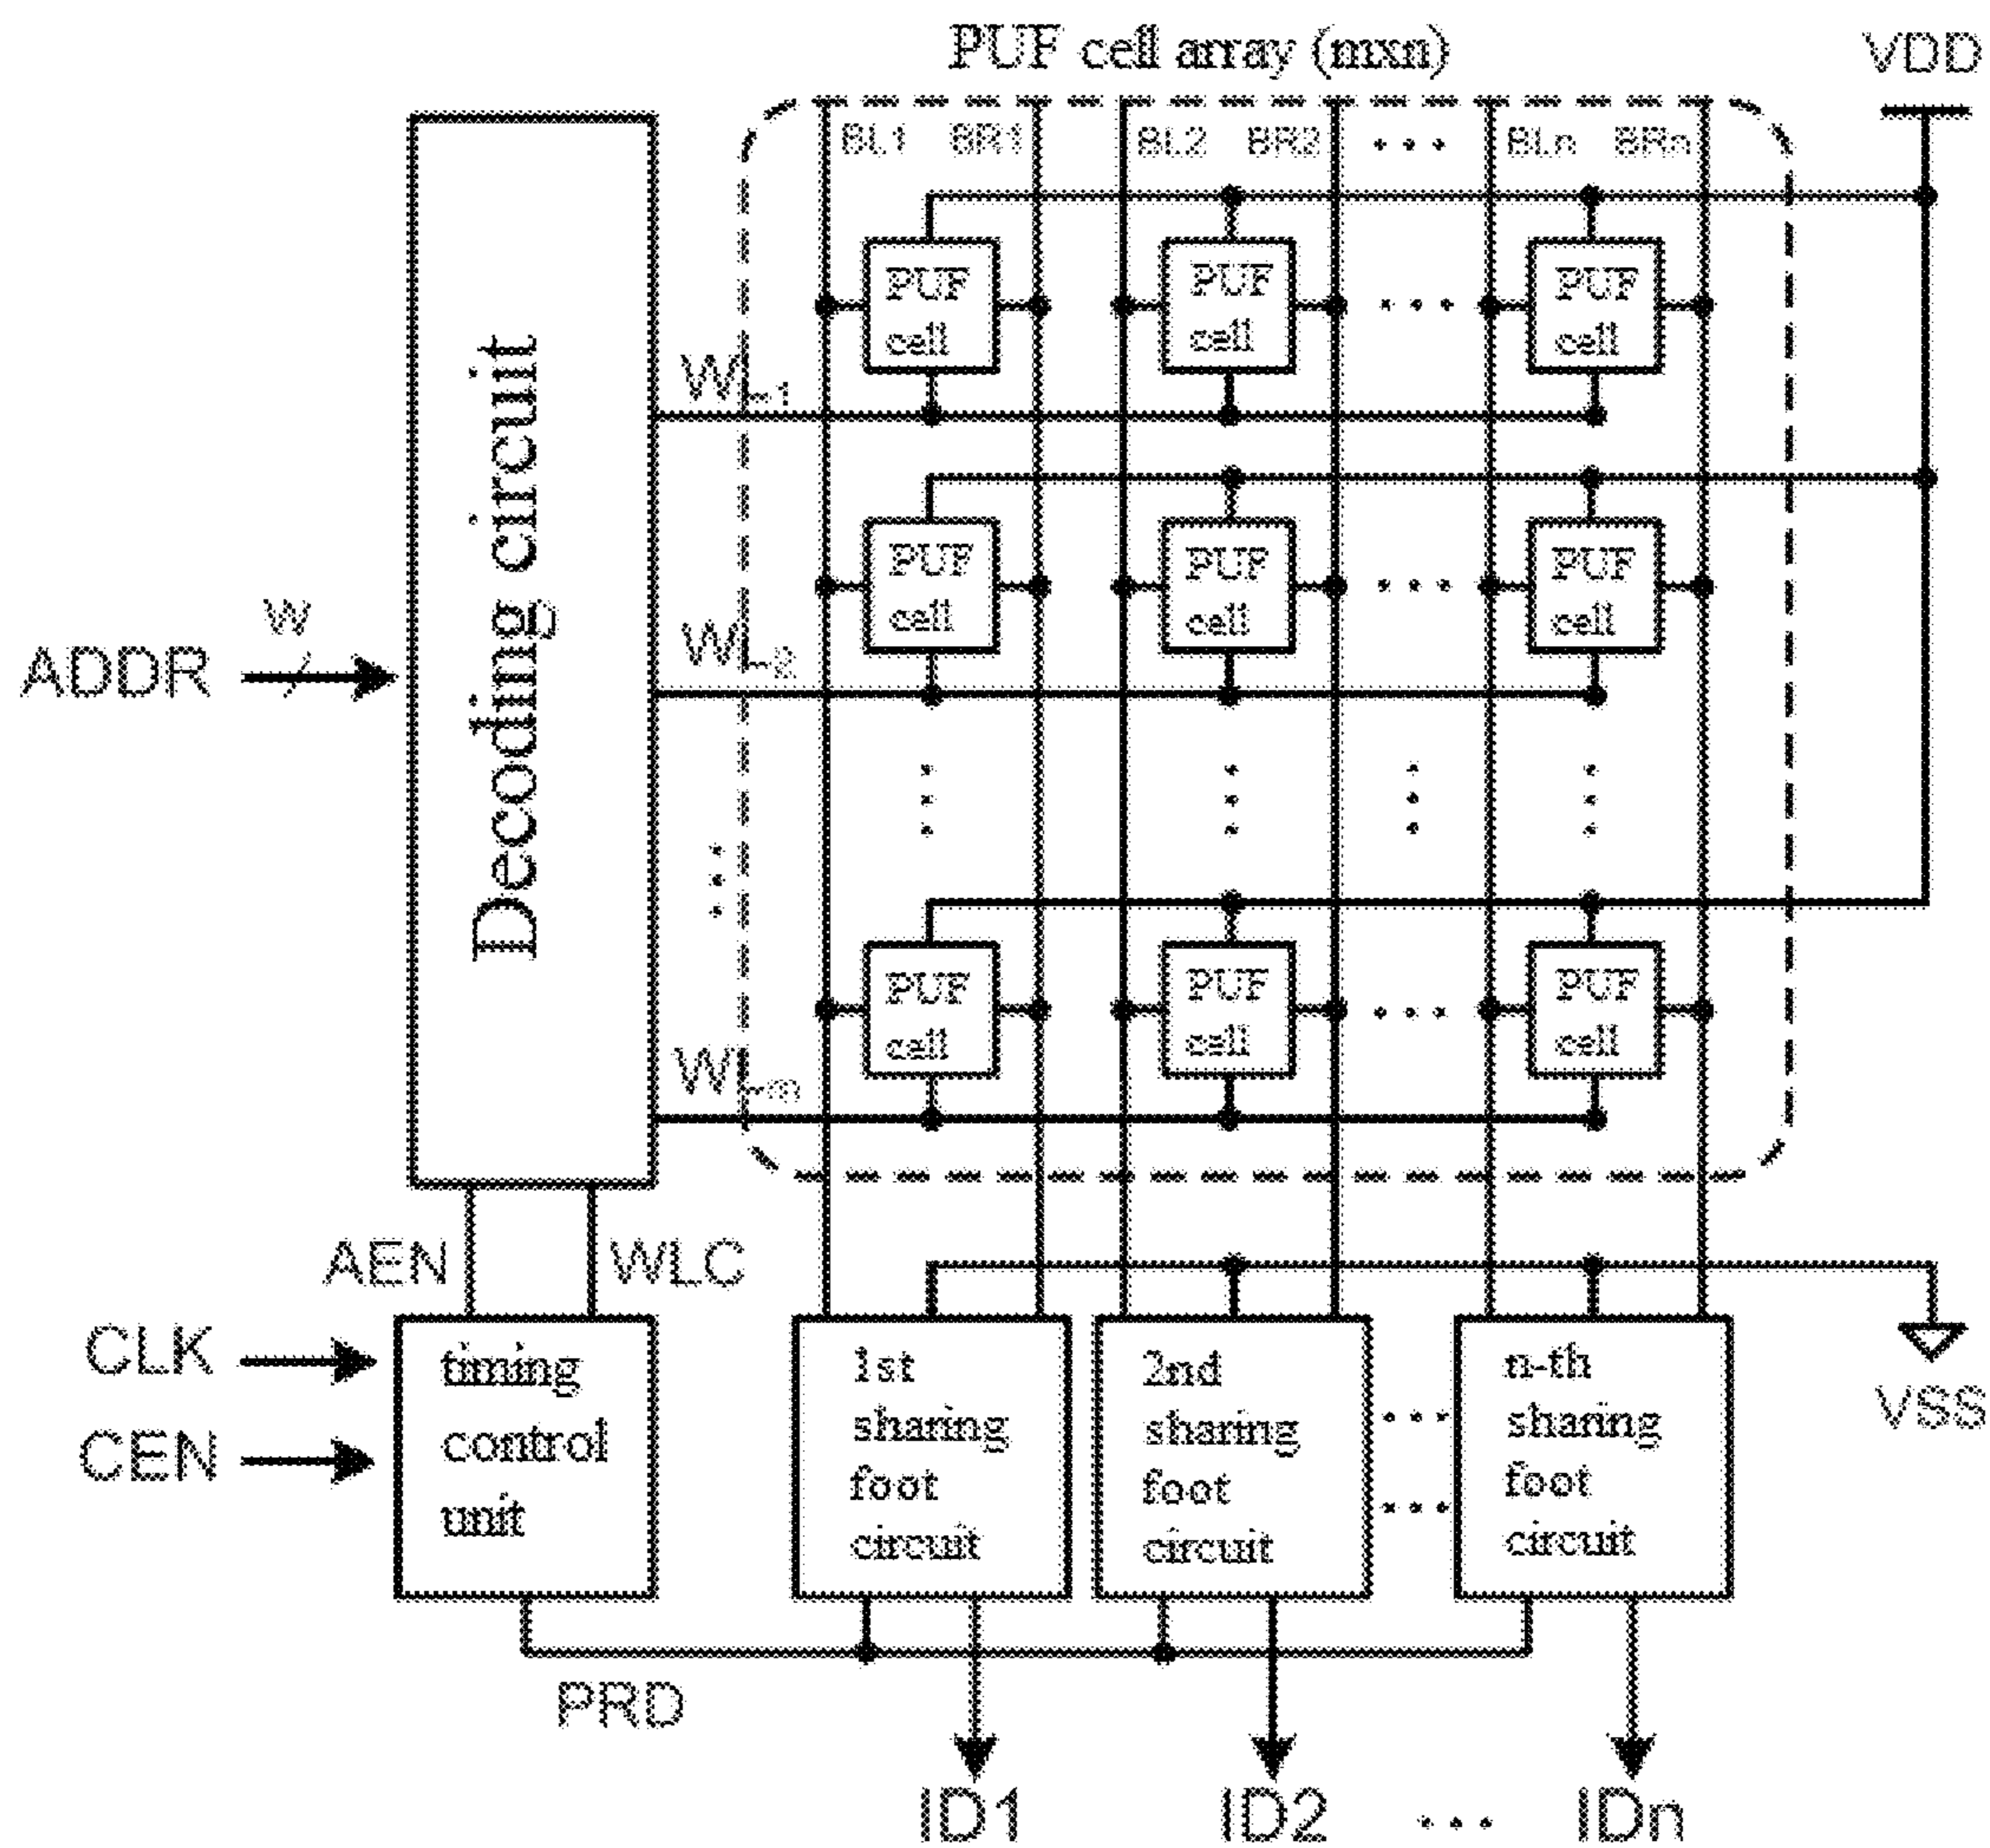 PUF cell array (mxn)
VDD
BL1 BR1 BL2 BR2 ... BLn BRn
PUF cell
PUF cell
...
PUF cell
WL1
PUF cell
PUF cell
...
PUF cell
WL2
Decoding circuit
ADDR
W
PUF cell
PUF cell
...
PUF cell
WLm
AEN
WLC
CLK
CEN
timing
control
unit
1st
sharing
foot
circuit
2nd
sharing
foot
circuit
...
...
n-th
sharing
foot
circuit
VSS
PRD
ID1 ID2 ... IDn